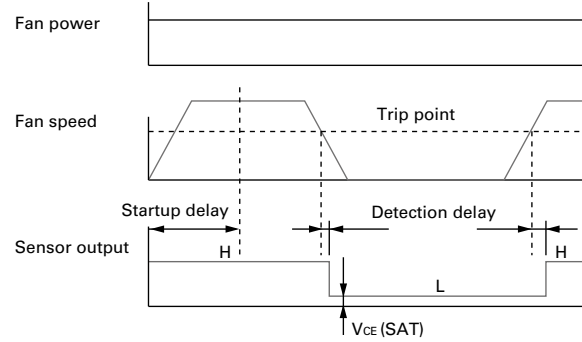 Fan power
Fan speed
Trip point
Startup delay
Detection delay
Sensor output
H
H
L
VCE (SAT)